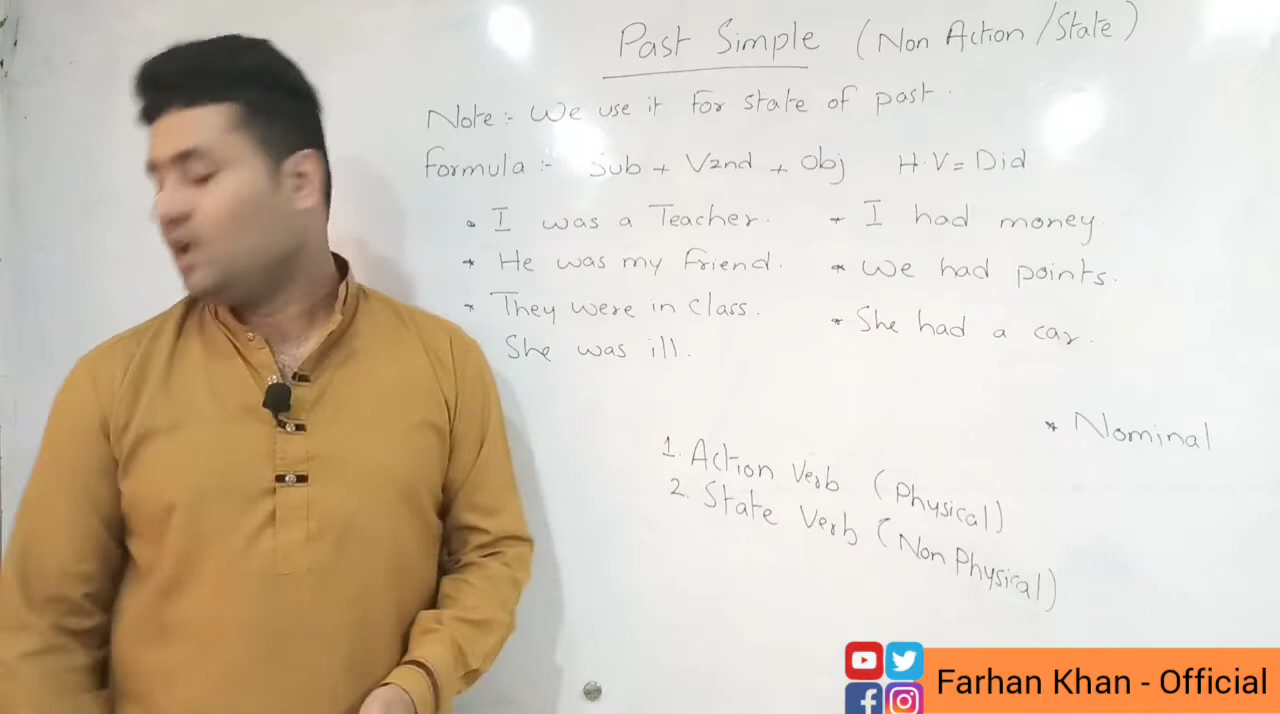 Past Simple (Non Action/State)
Note:- We use it for state of past.
Formula:- Sub + V2nd + Obj H.V = Did
• I was a Teacher.
* He was my friend.
* They were in class.
She was ill.
* I had money.
* We had points.
* She had a car.
* Nominal
1. Action Verb (Physical)
2. State Verb (Non Physical)
Farhan Khan - Official